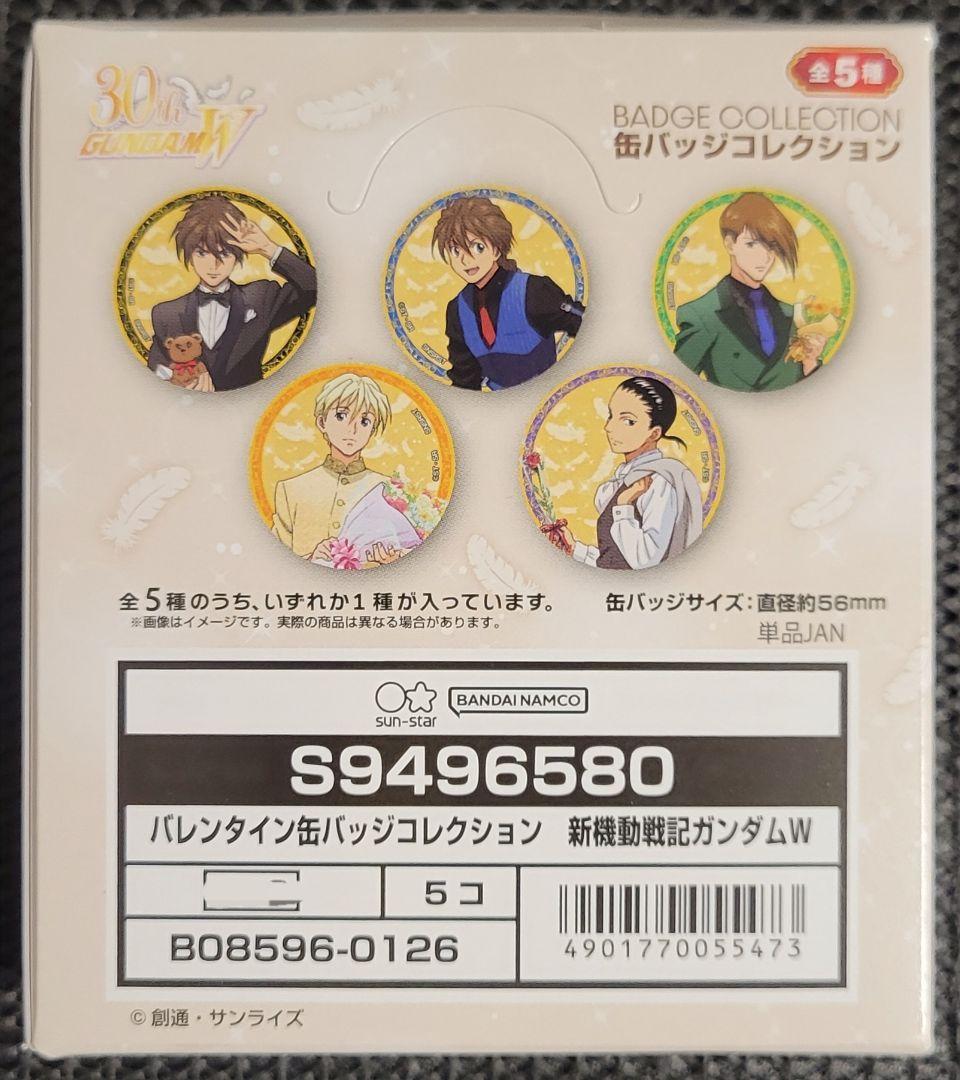 30th
GUNDAM W
全5種
BADGE COLLECTION
缶バッジコレクション
全5種のうち、いずれか1種が入っています。
※画像はイメージです。実際の商品は異なる場合があります。
缶バッジサイズ：直径約56mm
単品JAN
sun-star
BANDAI NAMCO
S9496580
バレンタイン缶バッジコレクション 新機動戦記ガンダムW
5コ
B08596-0126
4901770055473
©創通・サンライズ